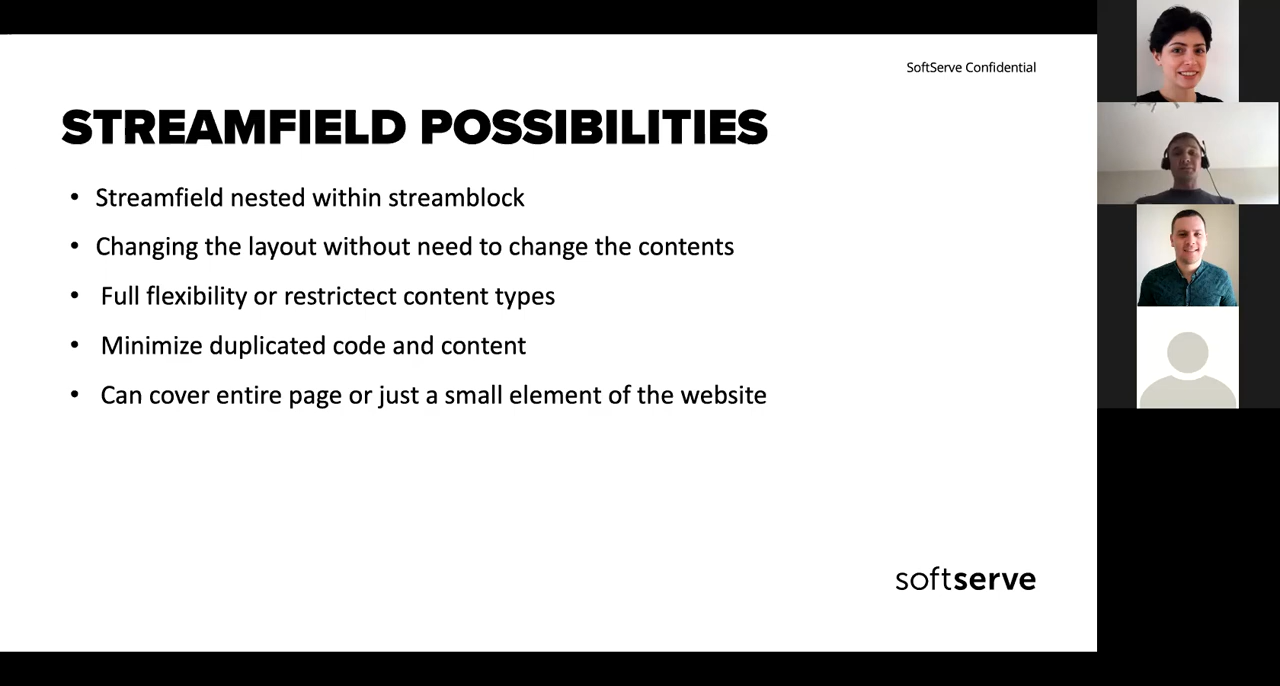 SoftServe Confidential
STREAMFIELD POSSIBILITIES
• Streamfield nested within streamblock
• Changing the layout without need to change the contents
• Full flexibility or restrictect content types
• Minimize duplicated code and content
• Can cover entire page or just a small element of the website
softserve